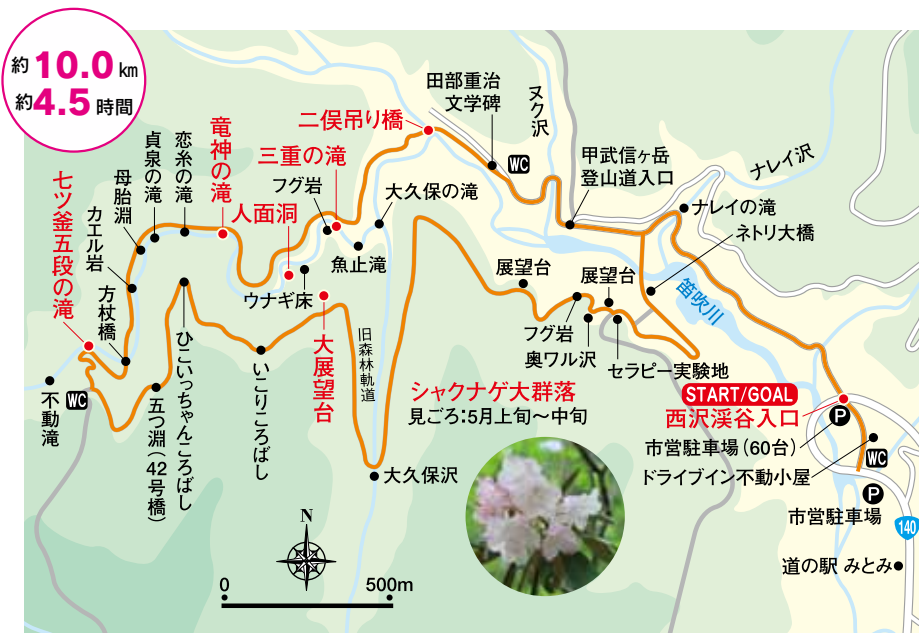 約10.0km
約4.5時間
田部重治
文学碑
ヌク沢
二俣吊り橋
WC
甲武信ヶ岳
登山道入口
ナレイ沢
竜神の滝
恋糸の滝
貞泉の滝
母胎淵
カエル岩
七ツ釜五段の滝
方杖橋
三重の滝
フグ岩
人面洞
大久保の滝
ナレイの滝
ネトリ大橋
魚止滝
ウナギ床
展望台
展望台
笛吹川
フグ岩
奥ワル沢
セラピー実験地
大展望台
旧森林軌道
不動滝
WC
五つ淵(42号橋)
ひこいっちゃんころばし
いこりころばし
シャクナゲ大群落
見ごろ:5月上旬〜中旬
START/GOAL
西沢渓谷入口
P
市営駐車場(60台)
ドライブイン不動小屋
WC
大久保沢
P
市営駐車場
140
道の駅 みとみ
N
0 500m